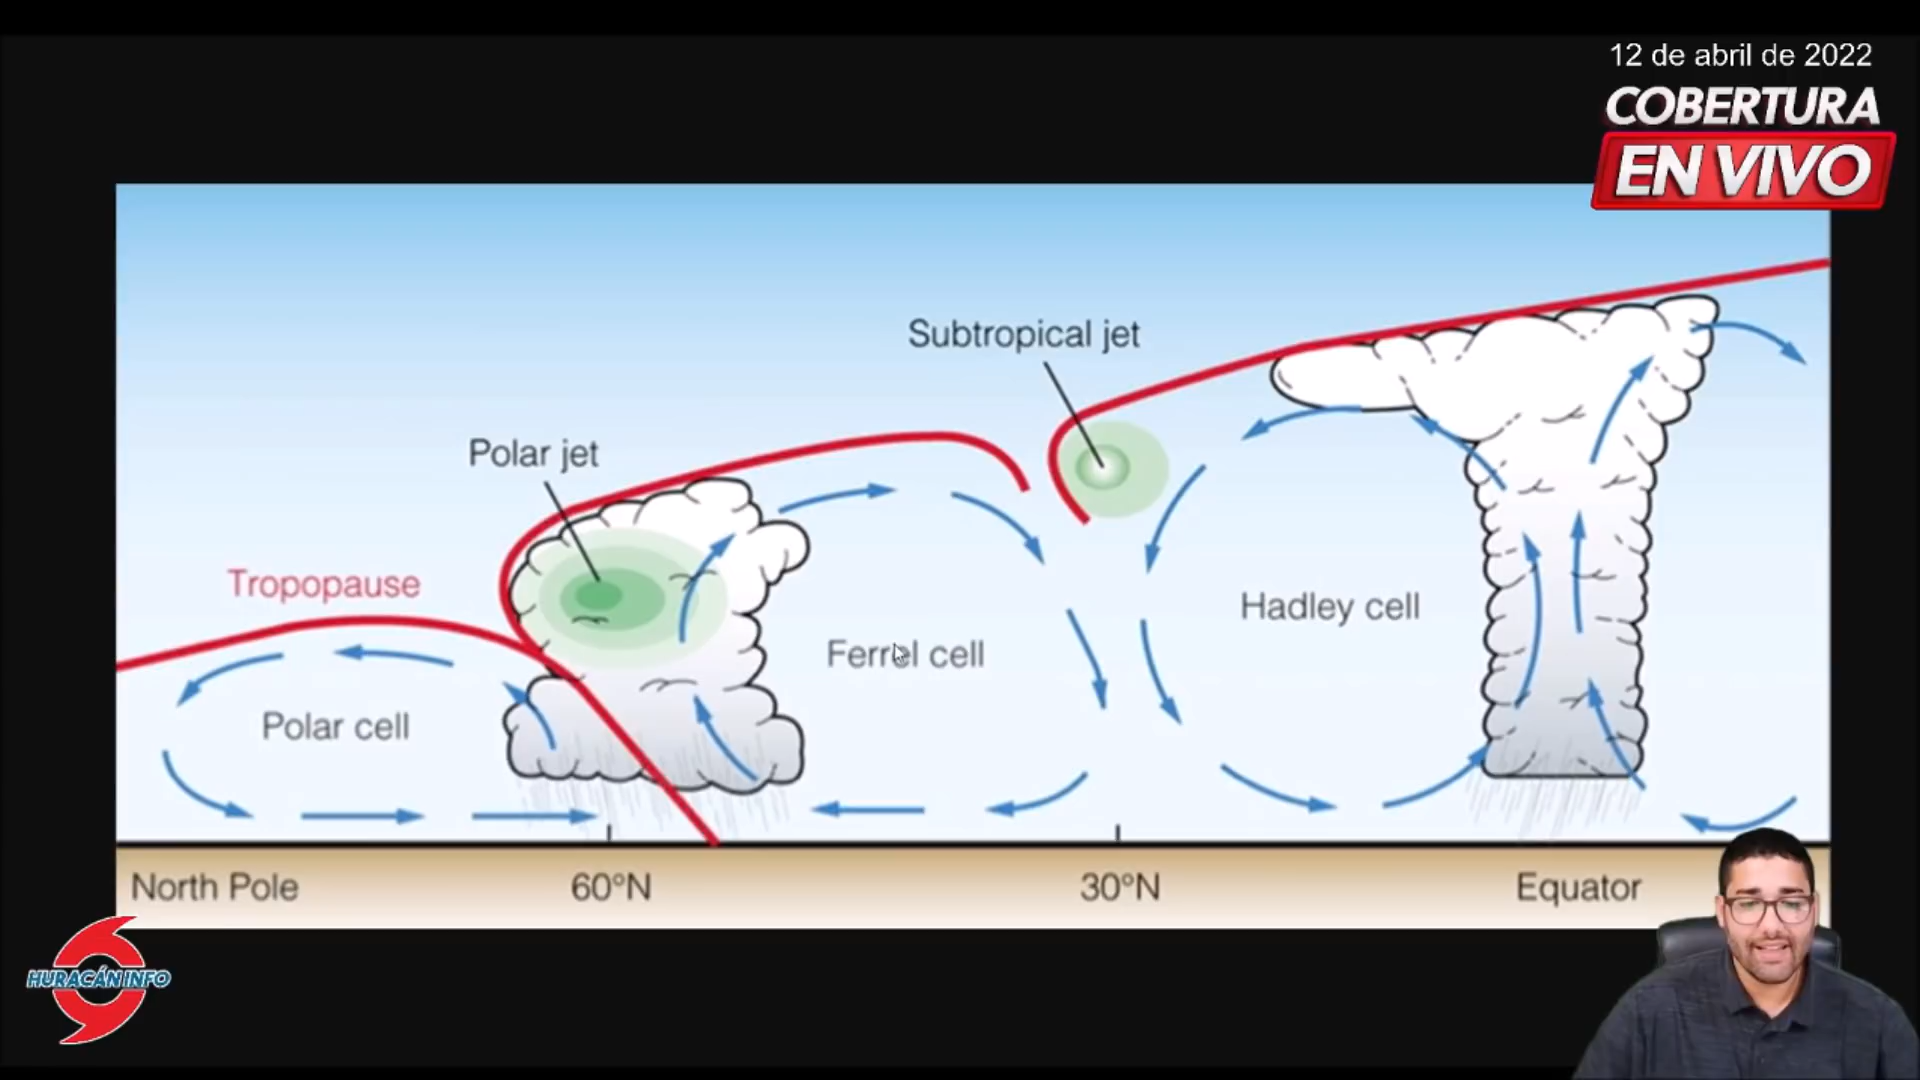 12 de abril de 2022
COBERTURA
EN VIVO
Subtropical jet
Polar jet
Tropopause
Hadley cell
Ferrel cell
Polar cell
North Pole
60°N
30°N
Equator
HURACÁN INFO